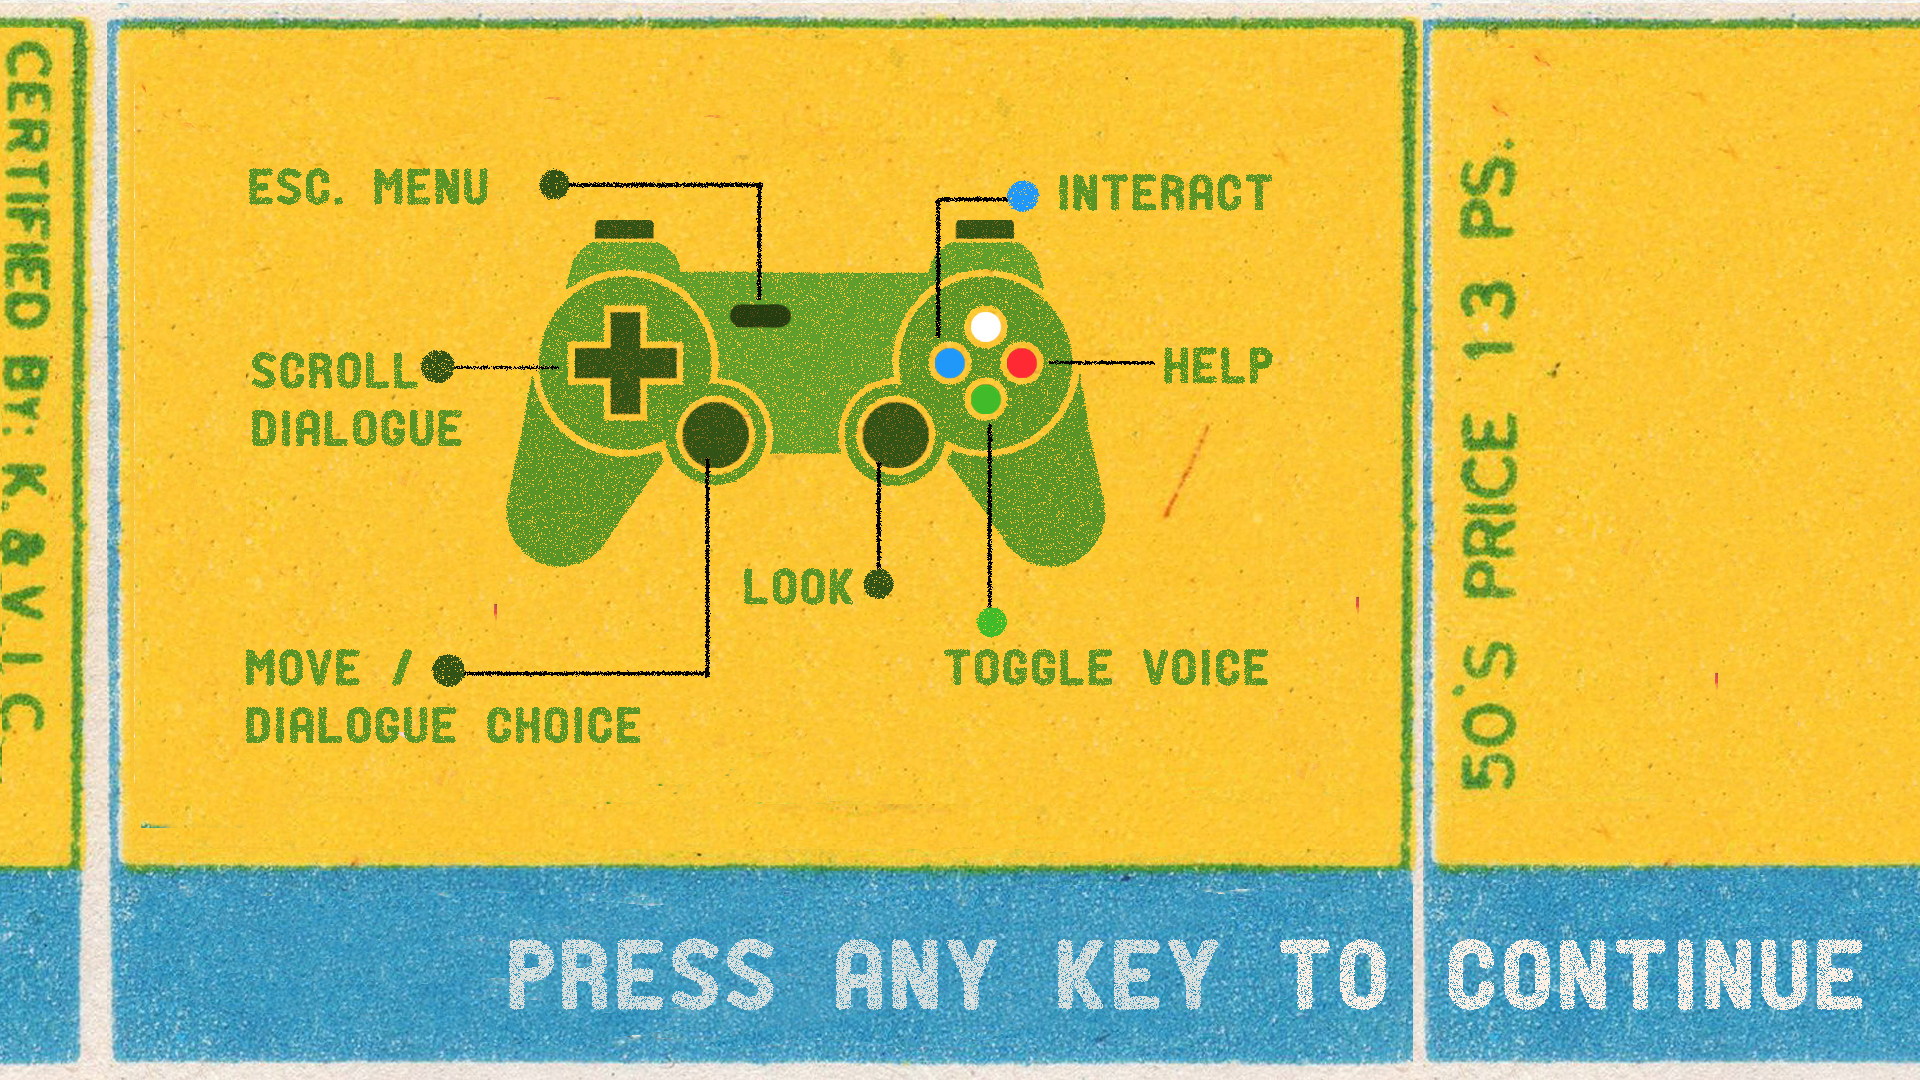 CERTIFIED BY: K. & V. I. C.
ESC. MENU
INTERACT
SCROLL
DIALOGUE
HELP
LOOK
MOVE /
DIALOGUE CHOICE
TOGGLE VOICE
50'S PRICE 13 PS.
PRESS ANY KEY TO CONTINUE